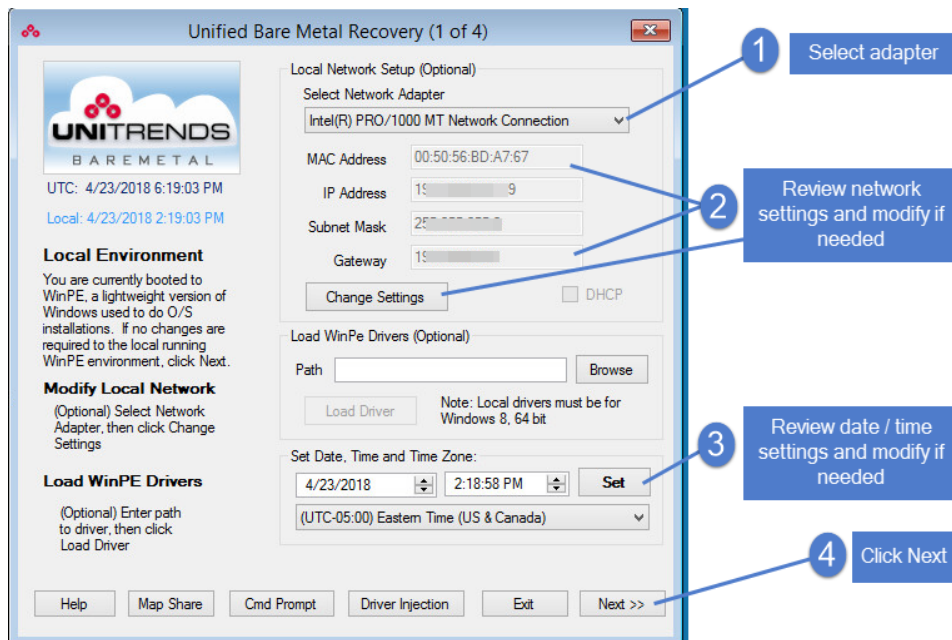 Unified Bare Metal Recovery (1 of 4)
UNITRENDS
BAREMETAL
UTC: 4/23/2018 6:19:03 PM
Local: 4/23/2018 2:19:03 PM
Local Environment
You are currently booted to
WinPE, a lightweight version of
Windows used to do O/S
installations. If no changes are
required to the local running
WinPE environment, click Next.
Modify Local Network
(Optional) Select Network
Adapter, then click Change
Settings
Load WinPE Drivers
(Optional) Enter path
to driver, then click
Load Driver
Local Network Setup (Optional)
Select Network Adapter
Intel(R) PRO/1000 MT Network Connection
MAC Address 00:50:56:BD:A7:67
IP Address
Subnet Mask
Gateway
Change Settings
DHCP
Load WinPe Drivers (Optional)
Path
Browse
Load Driver
Note: Local drivers must be for
Windows 8, 64 bit
Set Date, Time and Time Zone:
4/23/2018
2:18:58 PM
Set
(UTC-05:00) Eastern Time (US & Canada)
Help
Map Share
Cmd Prompt
Driver Injection
Exit
Next >>
1
Select adapter
2
Review network
settings and modify if
needed
3
Review date / time
settings and modify if
needed
4
Click Next